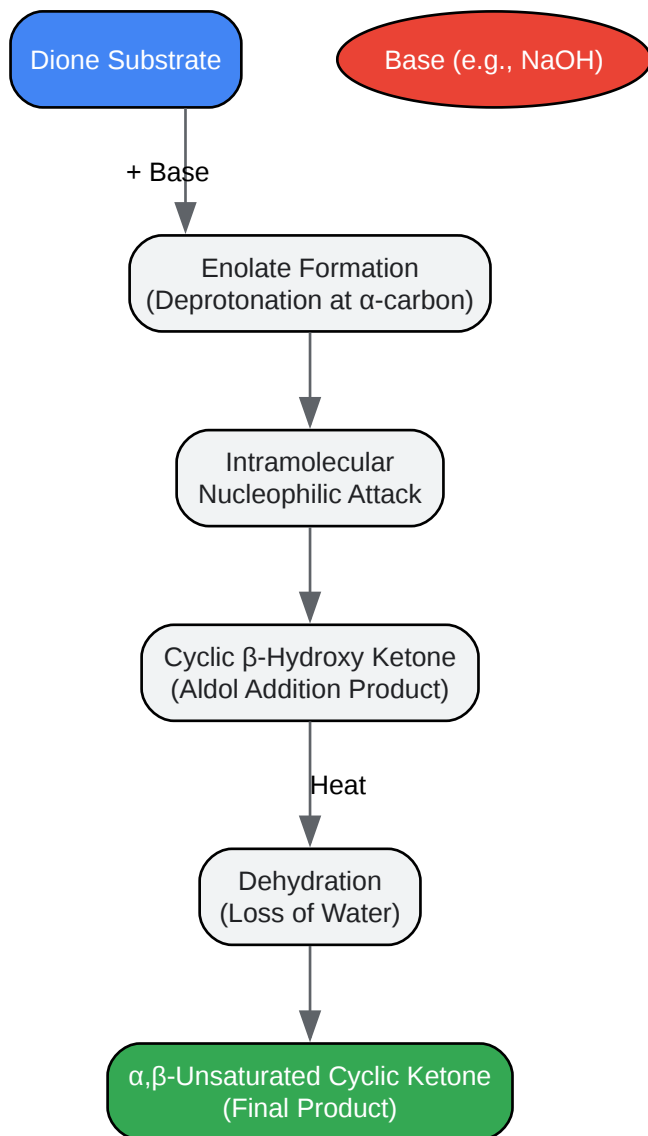 Dione Substrate
Base (e.g., NaOH)
+ Base
Enolate Formation
(Deprotonation at α-carbon)
Intramolecular
Nucleophilic Attack
Cyclic β-Hydroxy Ketone
(Aldol Addition Product)
Heat
Dehydration
(Loss of Water)
α,β-Unsaturated Cyclic Ketone
(Final Product)